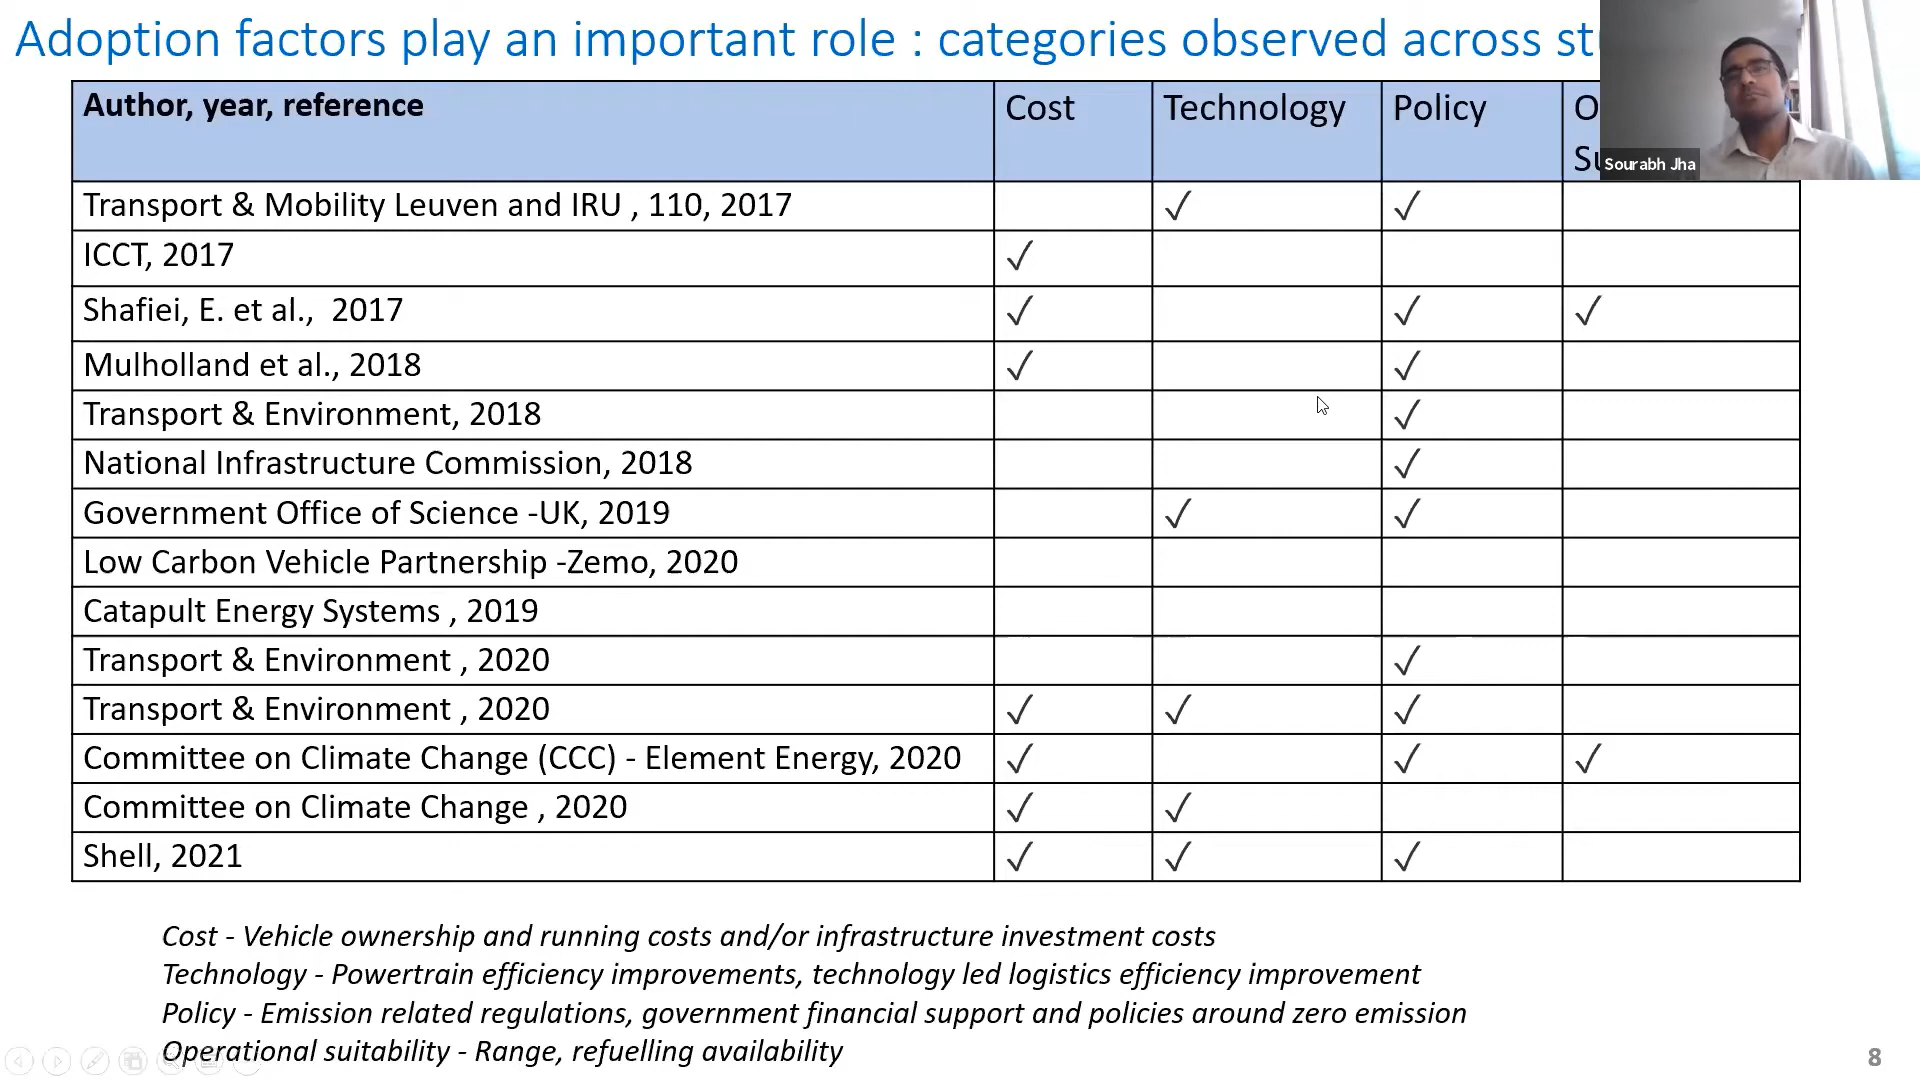 Adoption factors play an important role : categories observed across
Author, year, reference Cost Technology Policy
Sourabh Jha
Transport & Mobility Leuven and IRU , 110, 2017 ✓ ✓
ICCT, 2017 ✓
Shafiei, E. et al., 2017 ✓ ✓ ✓
Mulholland et al., 2018 ✓ ✓
Transport & Environment, 2018 ✓
National Infrastructure Commission, 2018 ✓
Government Office of Science -UK, 2019 ✓ ✓
Low Carbon Vehicle Partnership -Zemo, 2020
Catapult Energy Systems , 2019
Transport & Environment , 2020 ✓
Transport & Environment , 2020 ✓ ✓ ✓
Committee on Climate Change (CCC) - Element Energy, 2020 ✓ ✓ ✓
Committee on Climate Change , 2020 ✓ ✓
Shell, 2021 ✓ ✓ ✓
Cost - Vehicle ownership and running costs and/or infrastructure investment costs
Technology - Powertrain efficiency improvements, technology led logistics efficiency improvement
Policy - Emission related regulations, government financial support and policies around zero emission
Operational suitability - Range, refuelling availability
8